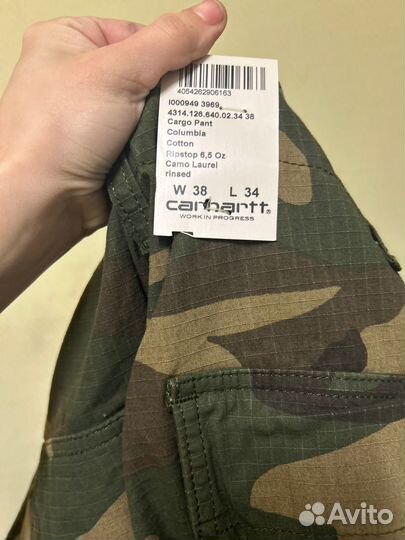 4054262906163
I000949 3969
4314.126.640.02.34 38
Cargo Pant
Columbia
Cotton
Ripstop 6,5 Oz
Camo Laurel
rinsed
W 38 L 34
carhartt
WORK IN PROGRESS
Avito